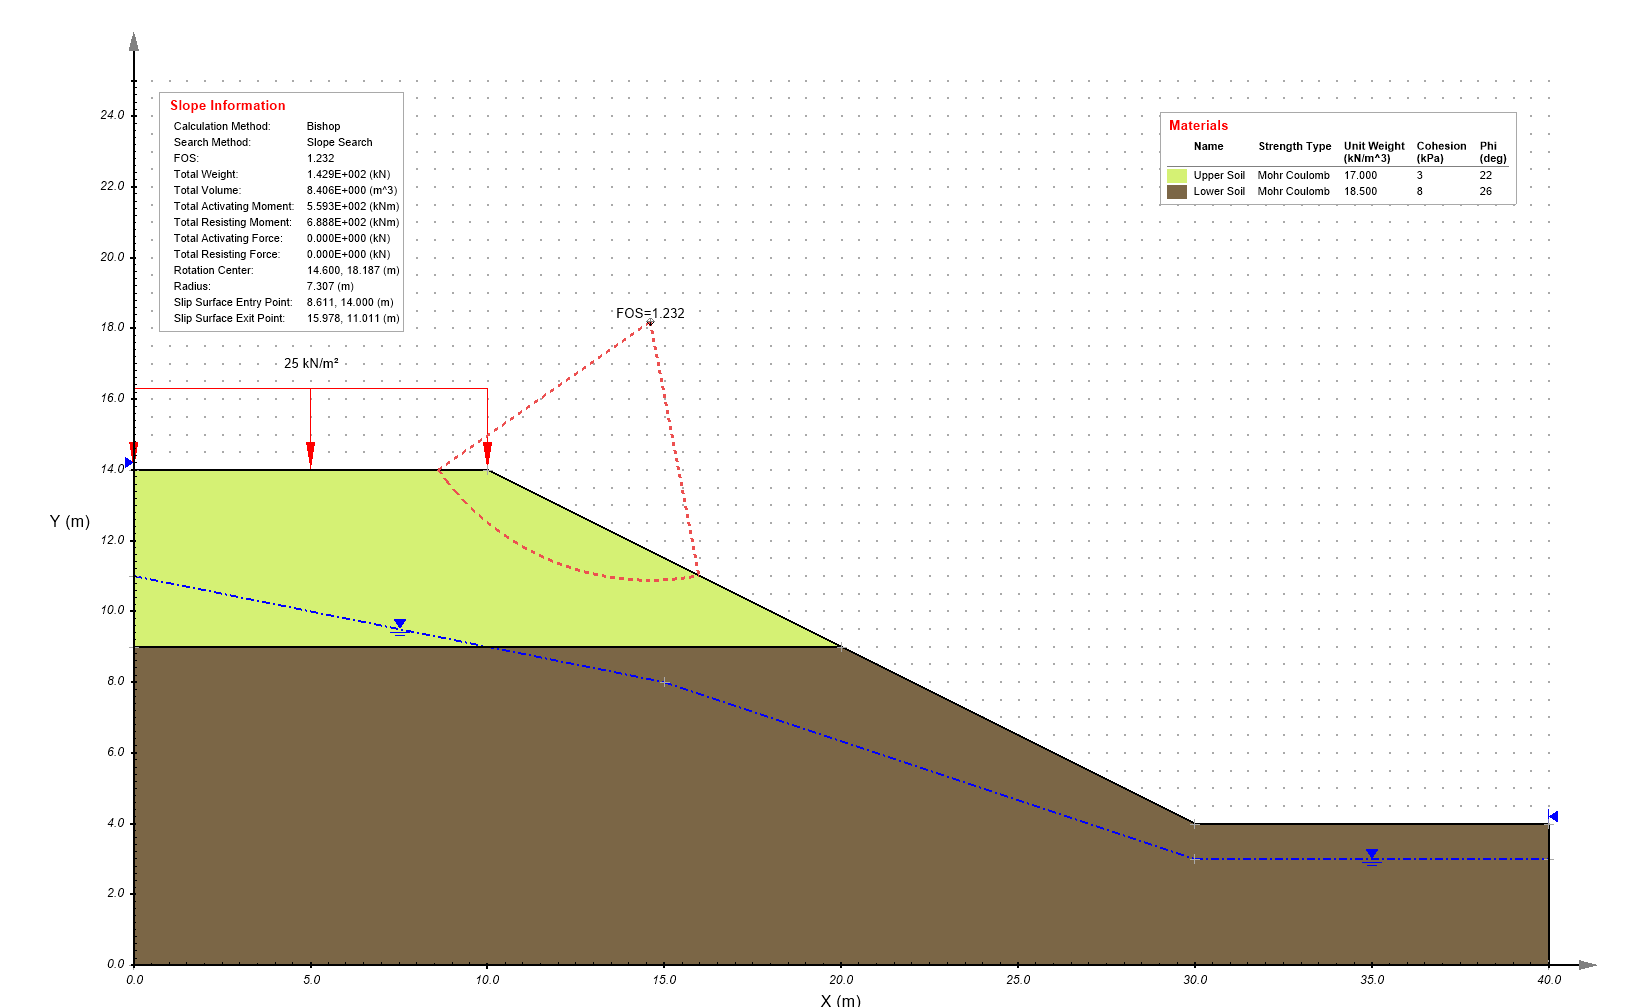 24.0
22.0
20.0
18.0
16.0
14.0
12.0
10.0
8.0
6.0
4.0
2.0
0.0
Y (m)
Slope Information
Calculation Method: Bishop
Search Method: Slope Search
FOS: 1.232
Total Weight: 1.429E+002 (kN)
Total Volume: 8.406E+000 (m^3)
Total Activating Moment: 5.593E+002 (kNm)
Total Resisting Moment: 6.888E+002 (kNm)
Total Activating Force: 0.000E+000 (kN)
Total Resisting Force: 0.000E+000 (kN)
Rotation Center: 14.600, 18.187 (m)
Radius: 7.307 (m)
Slip Surface Entry Point: 8.611, 14.000 (m)
Slip Surface Exit Point: 15.978, 11.011 (m)
Materials
Name Strength Type Unit Weight (kN/m^3) Cohesion (kPa) Phi (deg)
Upper Soil Mohr Coulomb 17.000 3 22
Lower Soil Mohr Coulomb 18.500 8 26
FOS=1.232
25 kN/m²
0.0 5.0 10.0 15.0 20.0 25.0 30.0 35.0 40.0
X (m)